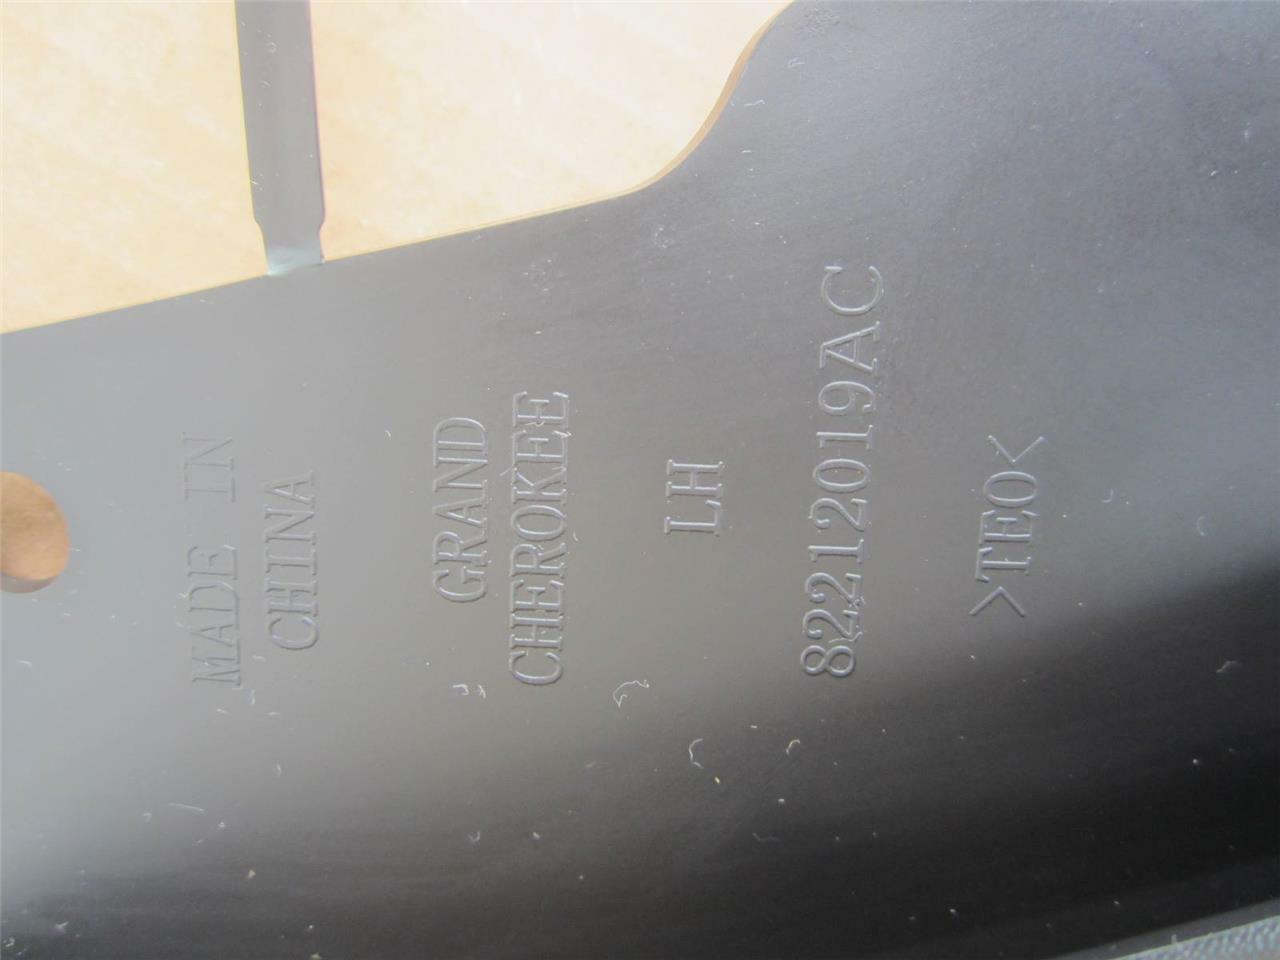 MADE IN
CHINA
GRAND
CHEROKEE
LH
82212019AC
>TEO<